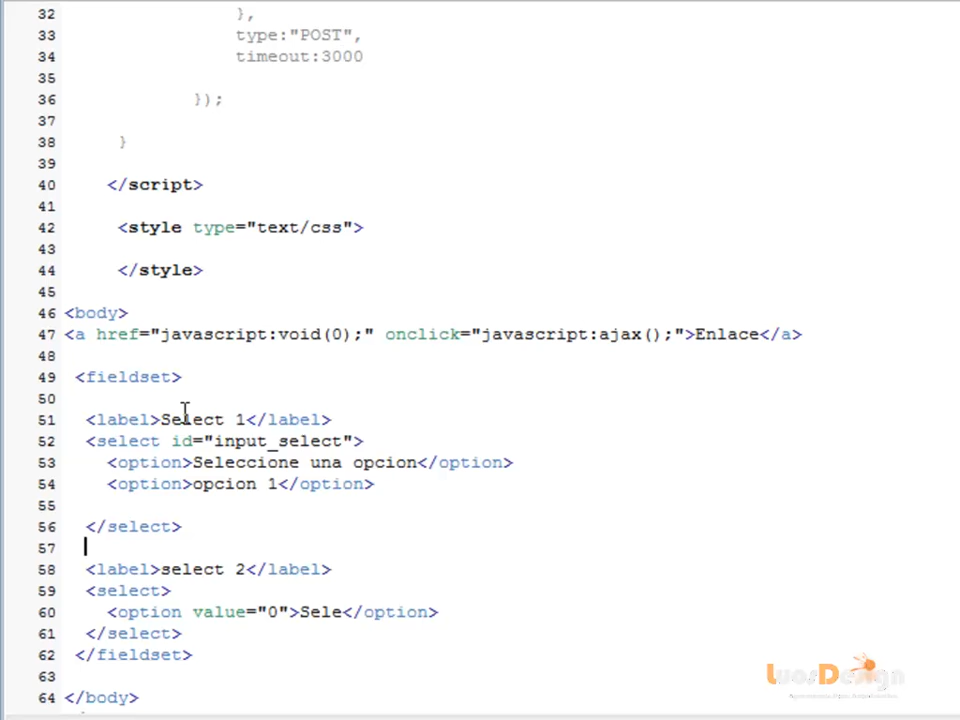 32 },
33 type:"POST",
34 timeout:3000
35
36 });
37
38 }
39
40 </script>
41
42 <style type="text/css">
43
44 </style>
45
46 <body>
47 <a href="javascript:void(0);" onclick="javascript:ajax();">Enlace</a>
48
49 <fieldset>
50
51 <label>Select 1</label>
52 <select id="input_select">
53 <option>Seleccione una opcion</option>
54 <option>opcion 1</option>
55
56 </select>
57
58 <label>select 2</label>
59 <select>
60 <option value="0">Sele</option>
61 </select>
62 </fieldset>
63
64 </body>
LuosDesign